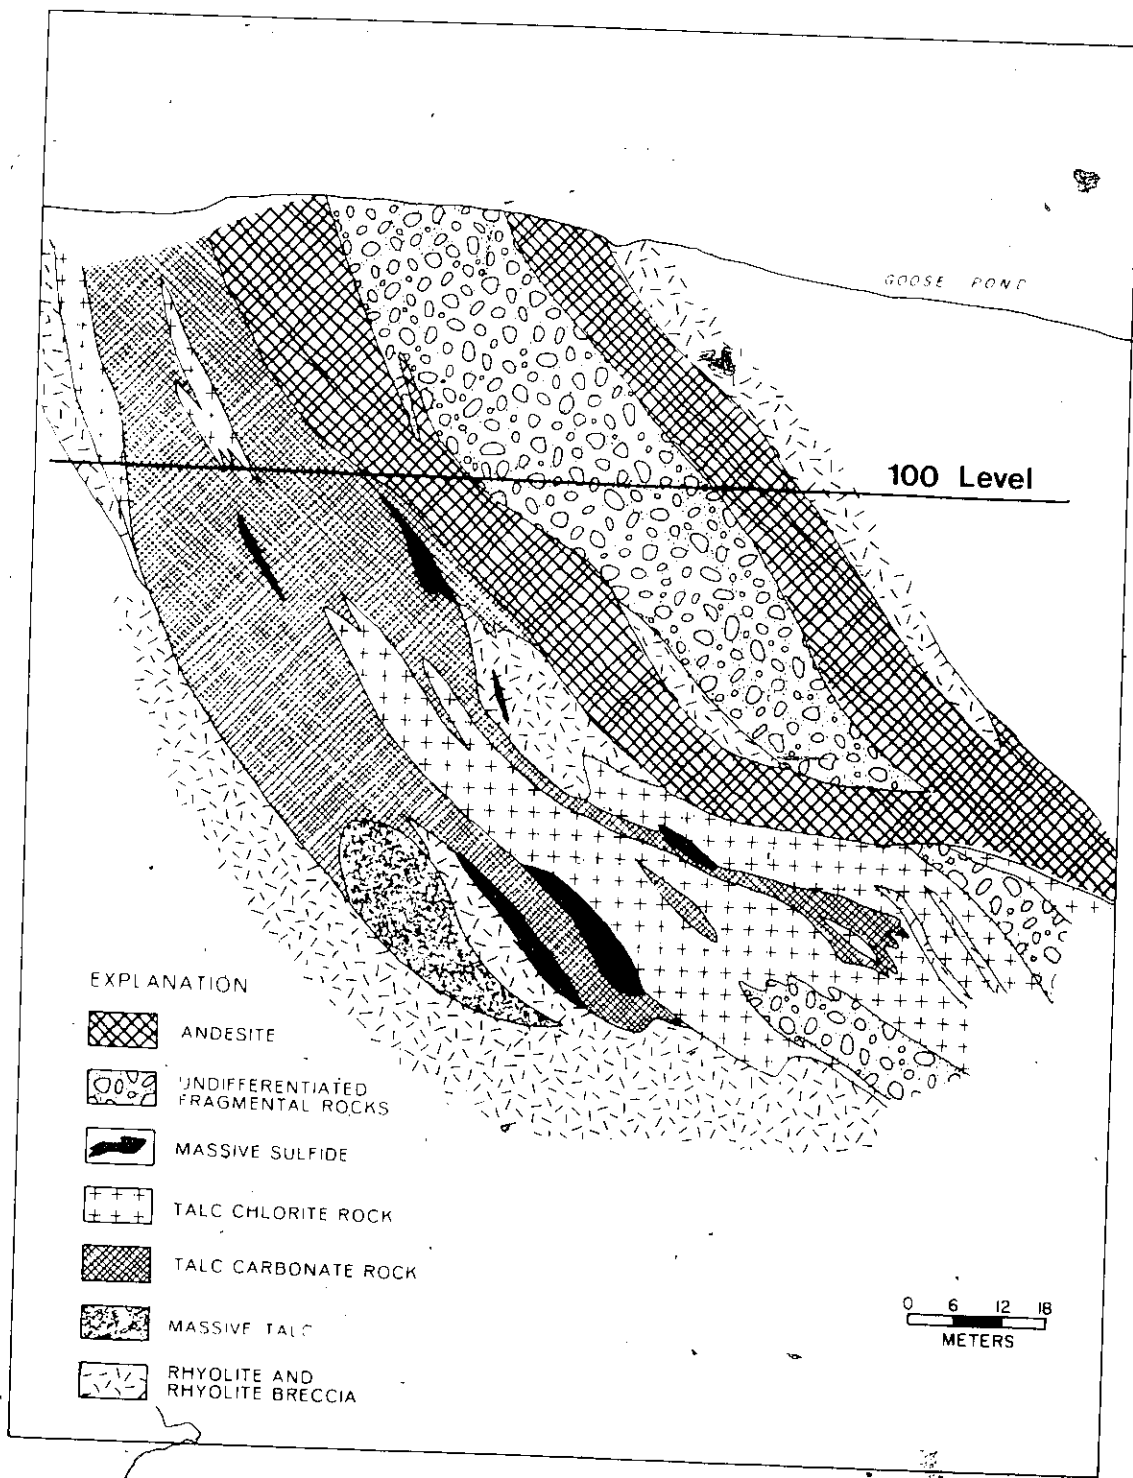 GOOSE POND
100 Level
EXPLANATION
ANDESITE
UNDIFFERENTIATED
FRAGMENTAL ROCKS
MASSIVE SULFIDE
TALC CHLORITE ROCK
TALC CARBONATE ROCK
MASSIVE TALC
RHYOLITE AND
RHYOLITE BRECCIA
0 6 12 18
METERS